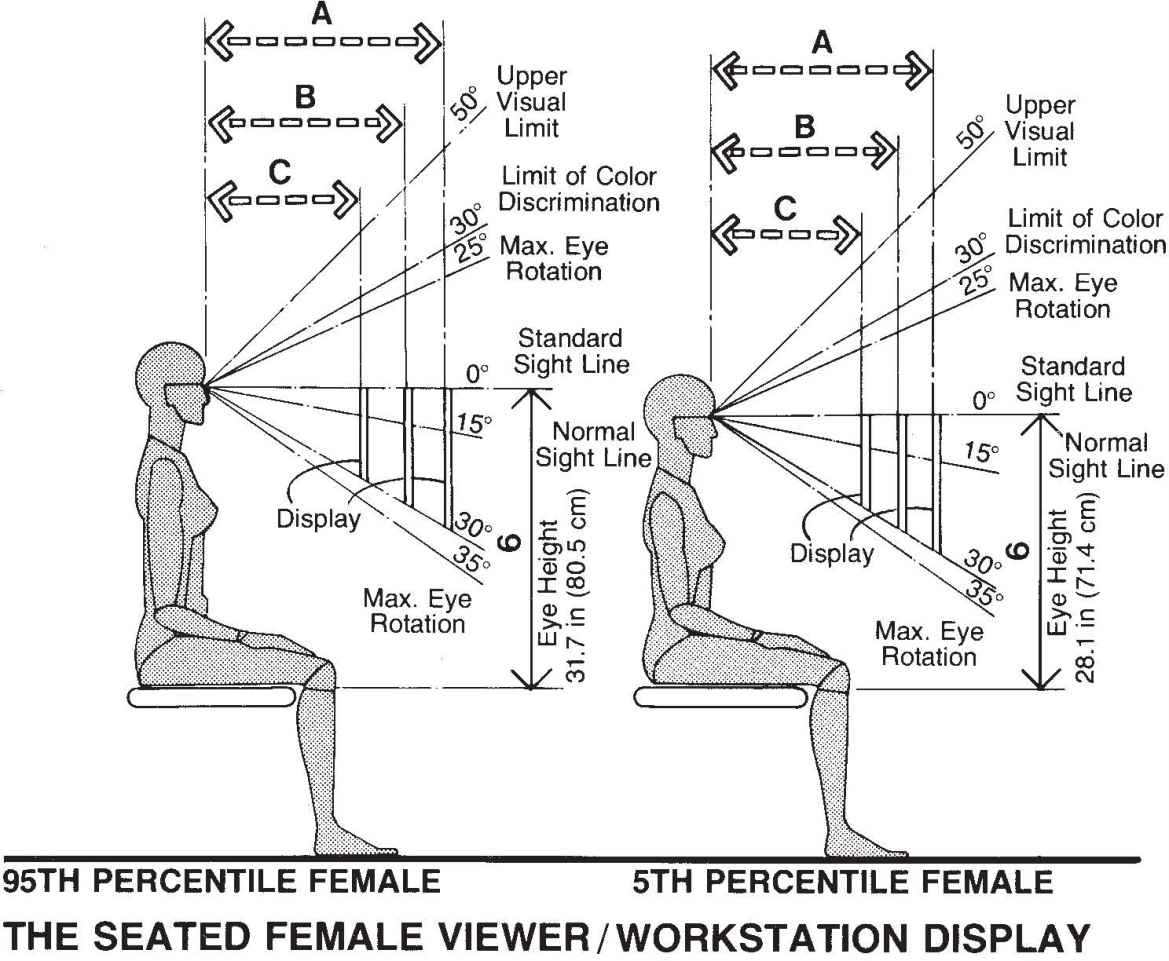 A
B
C
50°
Upper
Visual
Limit
30°
Limit of Color
Discrimination
25°
Max. Eye
Rotation
Standard
Sight Line
0°
15°
Normal
Sight Line
Display
30°
35°
Max. Eye
Rotation
6
Eye Height
31.7 in (80.5 cm)
A
B
C
50°
Upper
Visual
Limit
30°
Limit of Color
Discrimination
25°
Max. Eye
Rotation
Standard
Sight Line
0°
15°
Normal
Sight Line
Display
30°
35°
Max. Eye
Rotation
6
Eye Height
28.1 in (71.4 cm)
95TH PERCENTILE FEMALE
5TH PERCENTILE FEMALE
THE SEATED FEMALE VIEWER/WORKSTATION DISPLAY